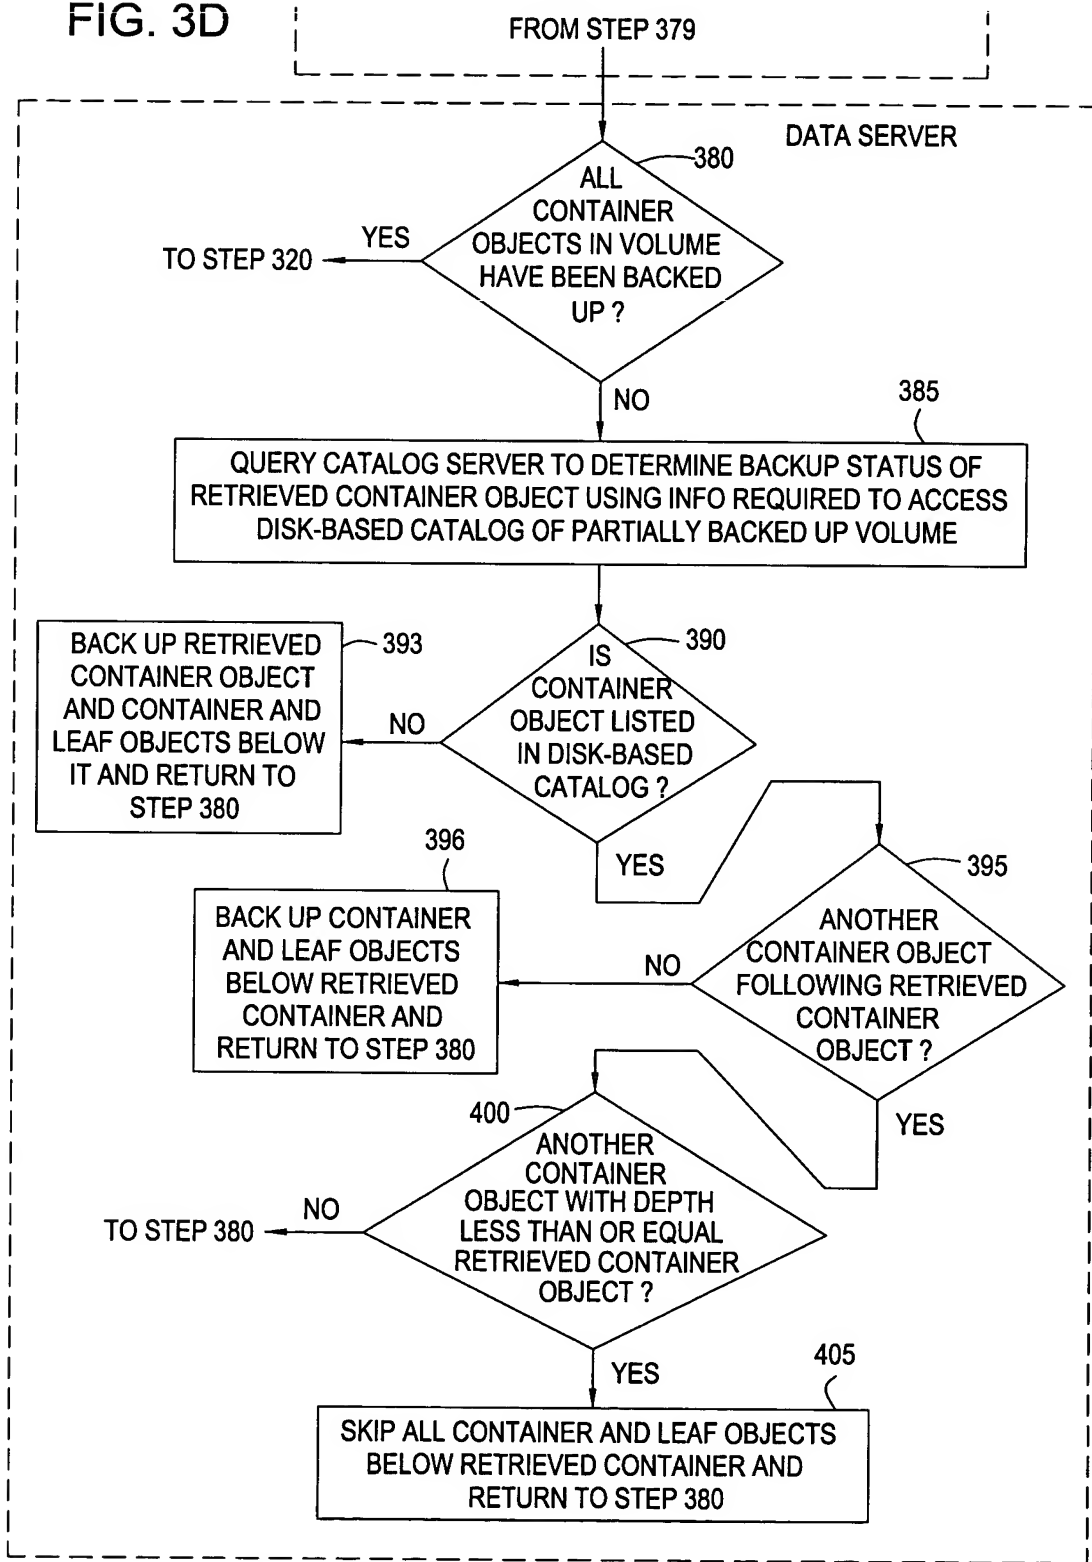 FIG. 3D
FROM STEP 379
DATA SERVER
380
ALL
CONTAINER
OBJECTS IN VOLUME
HAVE BEEN BACKED
UP ?
YES
TO STEP 320
NO
385
QUERY CATALOG SERVER TO DETERMINE BACKUP STATUS OF
RETRIEVED CONTAINER OBJECT USING INFO REQUIRED TO ACCESS
DISK-BASED CATALOG OF PARTIALLY BACKED UP VOLUME
390
IS
CONTAINER
OBJECT LISTED
IN DISK-BASED
CATALOG ?
NO
393
BACK UP RETRIEVED
CONTAINER OBJECT
AND CONTAINER AND
LEAF OBJECTS BELOW
IT AND RETURN TO
STEP 380
YES
395
ANOTHER
CONTAINER OBJECT
FOLLOWING RETRIEVED
CONTAINER
OBJECT ?
NO
396
BACK UP CONTAINER
AND LEAF OBJECTS
BELOW RETRIEVED
CONTAINER AND
RETURN TO STEP 380
YES
400
ANOTHER
CONTAINER
OBJECT WITH DEPTH
LESS THAN OR EQUAL
RETRIEVED CONTAINER
OBJECT ?
NO
TO STEP 380
YES
405
SKIP ALL CONTAINER AND LEAF OBJECTS
BELOW RETRIEVED CONTAINER AND
RETURN TO STEP 380